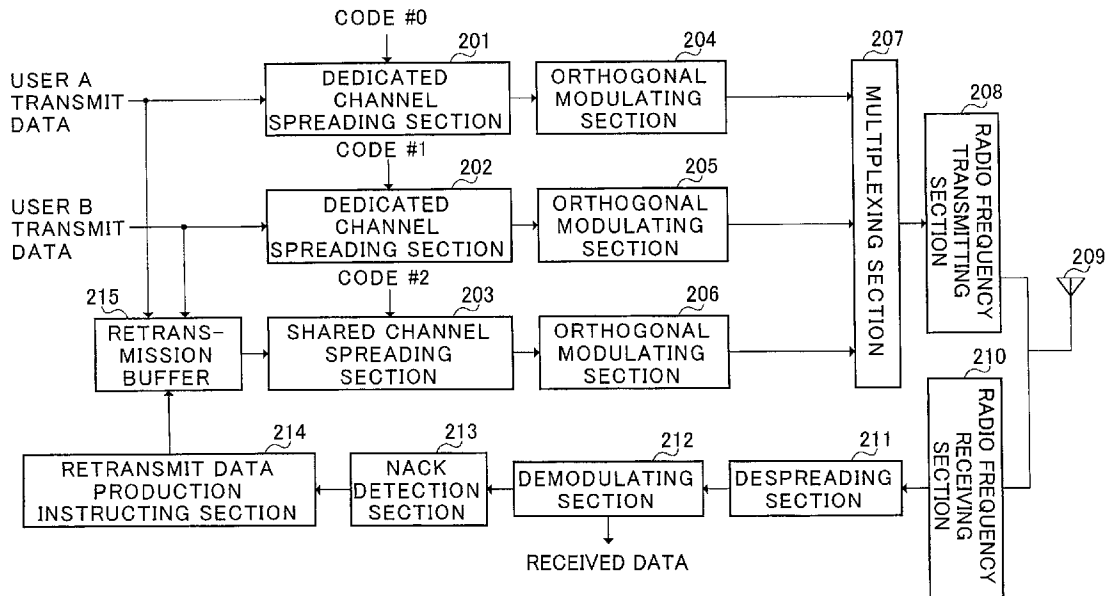 CODE #0
201
204
207
USER A
TRANSMIT
DATA
DEDICATED
CHANNEL
SPREADING SECTION
ORTHOGONAL
MODULATING
SECTION
MULTIPLEXING SECTION
208
RADIO FREQUENCY
TRANSMITTING
SECTION
CODE #1
202
205
USER B
TRANSMIT
DATA
DEDICATED
CHANNEL
SPREADING SECTION
ORTHOGONAL
MODULATING
SECTION
209
CODE #2
215
203
206
RETRANS-
MISSION
BUFFER
SHARED CHANNEL
SPREADING
SECTION
ORTHOGONAL
MODULATING
SECTION
210
RADIO FREQUENCY
RECEIVING
SECTION
214
213
212
211
RETRANSMIT DATA
PRODUCTION
INSTRUCTING SECTION
NACK
DETECTION
SECTION
DEMODULATING
SECTION
DESPREADING
SECTION
RECEIVED DATA